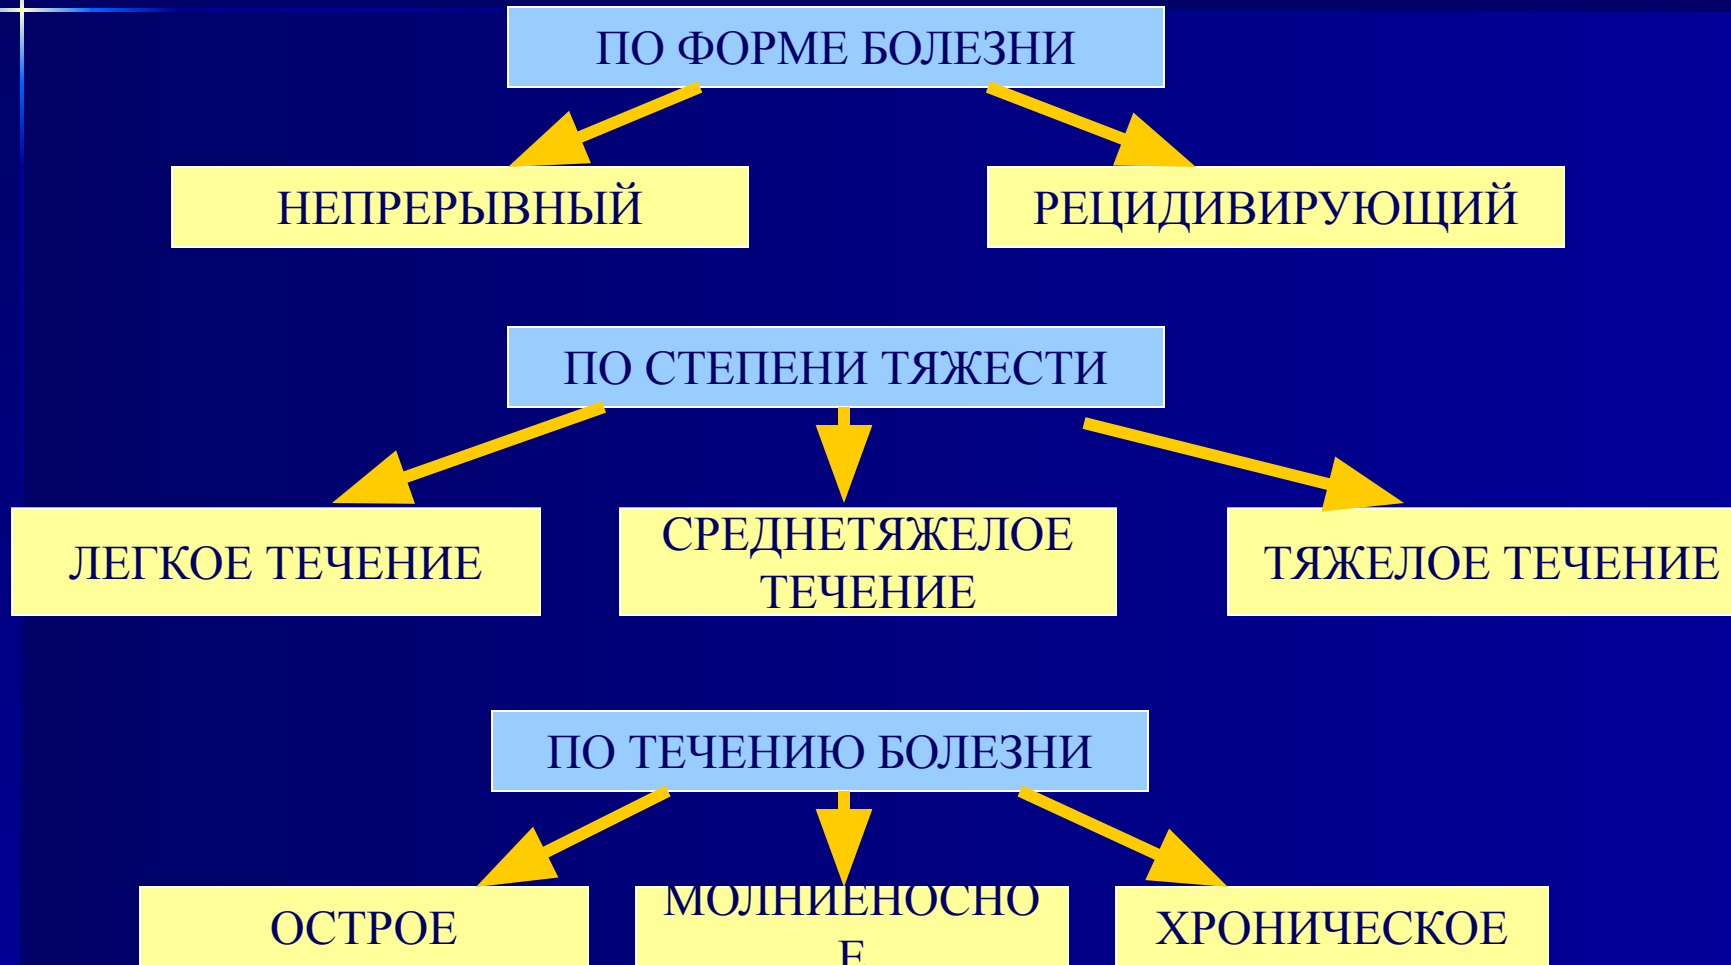 ПО ФОРМЕ БОЛЕЗНИ
НЕПРЕРЫВНЫЙ
РЕЦИДИВИРУЮЩИЙ
ПО СТЕПЕНИ ТЯЖЕСТИ
ЛЕГКОЕ ТЕЧЕНИЕ
СРЕДНЕТЯЖЕЛОЕ
ТЕЧЕНИЕ
ТЯЖЕЛОЕ ТЕЧЕНИЕ
ПО ТЕЧЕНИЮ БОЛЕЗНИ
ОСТРОЕ
МОЛНИЕНОСНО
Е
ХРОНИЧЕСКОЕ